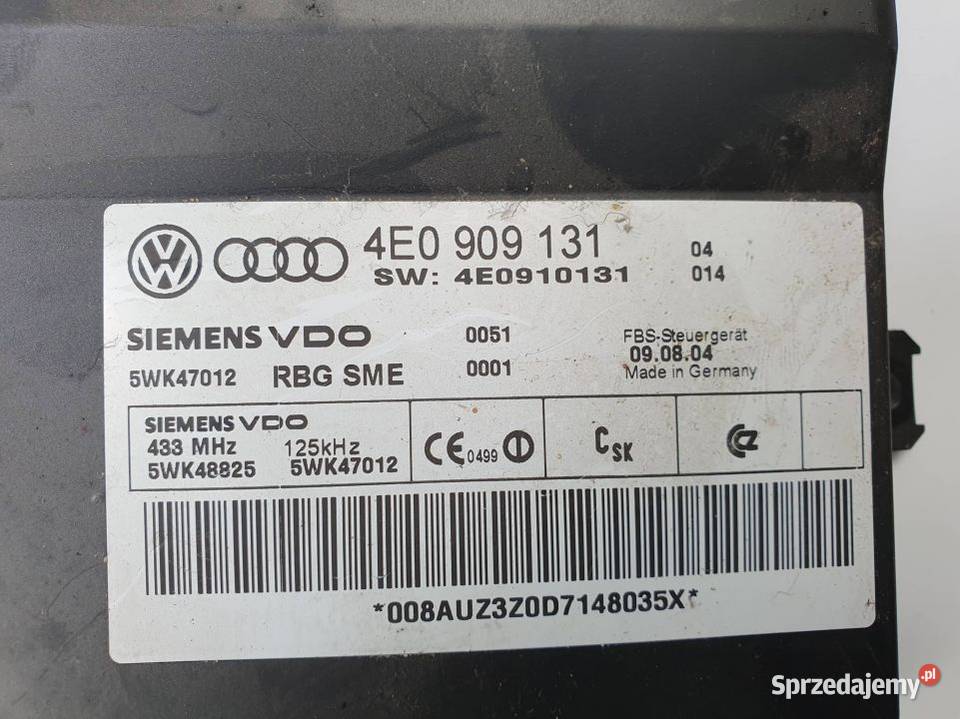 4E0 909 131 04
SW: 4E0910131 014
SIEMENS VDO 0051 FBS-Steuergerät
09.08.04
5WK47012 RBG SME 0001 Made in Germany
SIEMENS VDO
433 MHz 125kHz
5WK48825 5WK47012
CE 0499
CSK
*008AUZ3Z0D7148035X*
Sprzedajemy.pl